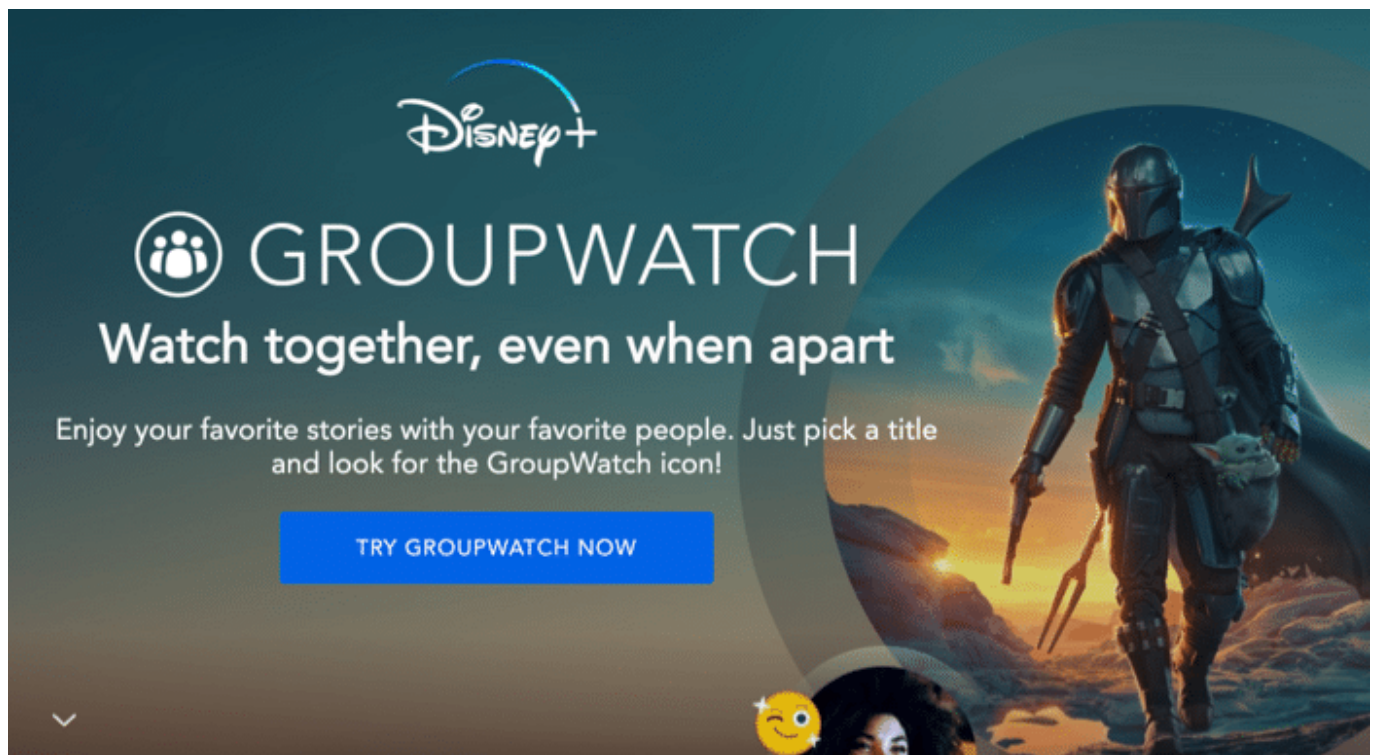 Disney+
GROUPWATCH
Watch together, even when apart
Enjoy your favorite stories with your favorite people. Just pick a title
and look for the GroupWatch icon!
TRY GROUPWATCH NOW